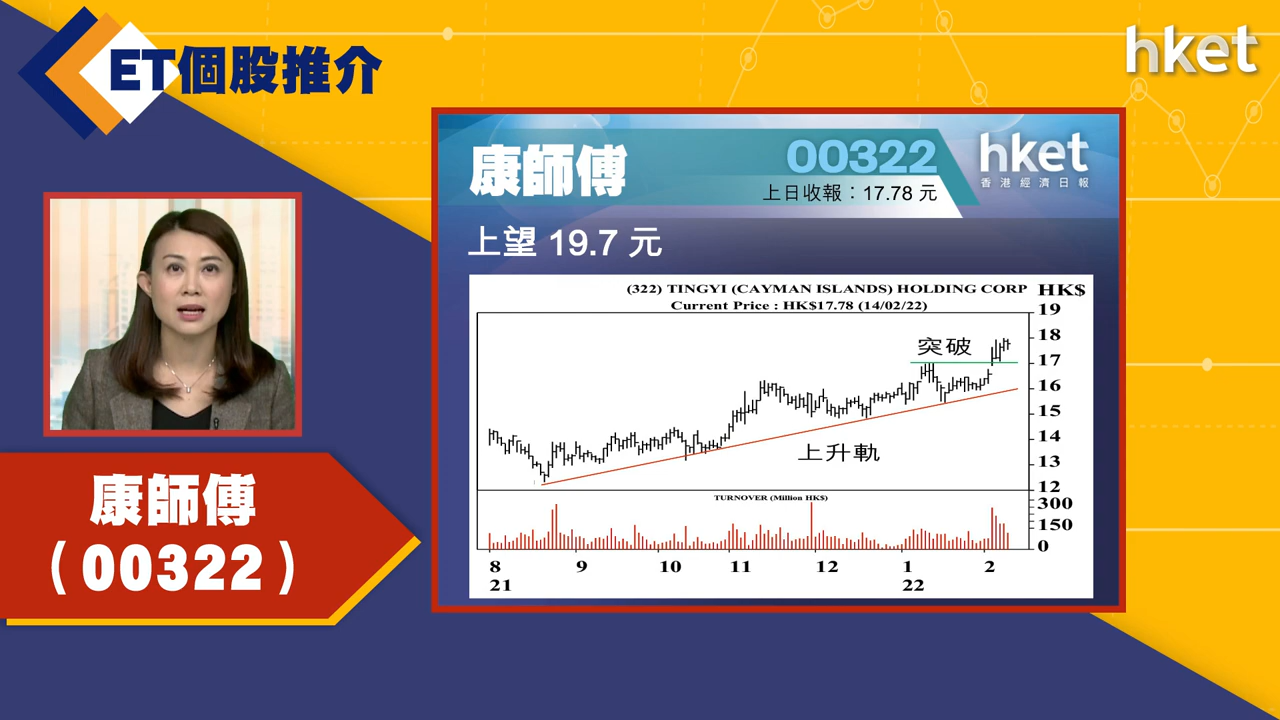 ET個股推介
hket
康師傅
00322
上日收報：17.78 元
hket
香港經濟日報
上望 19.7 元
(322) TINGYI (CAYMAN ISLANDS) HOLDING CORP HK$
Current Price : HK$17.78 (14/02/22)
19
18
突破
17
16
15
14
上升軌
13
12
TURNOVER (Million HK$)
300
150
0
8 9 10 11 12 1 2
21 22
康師傅
（00322）